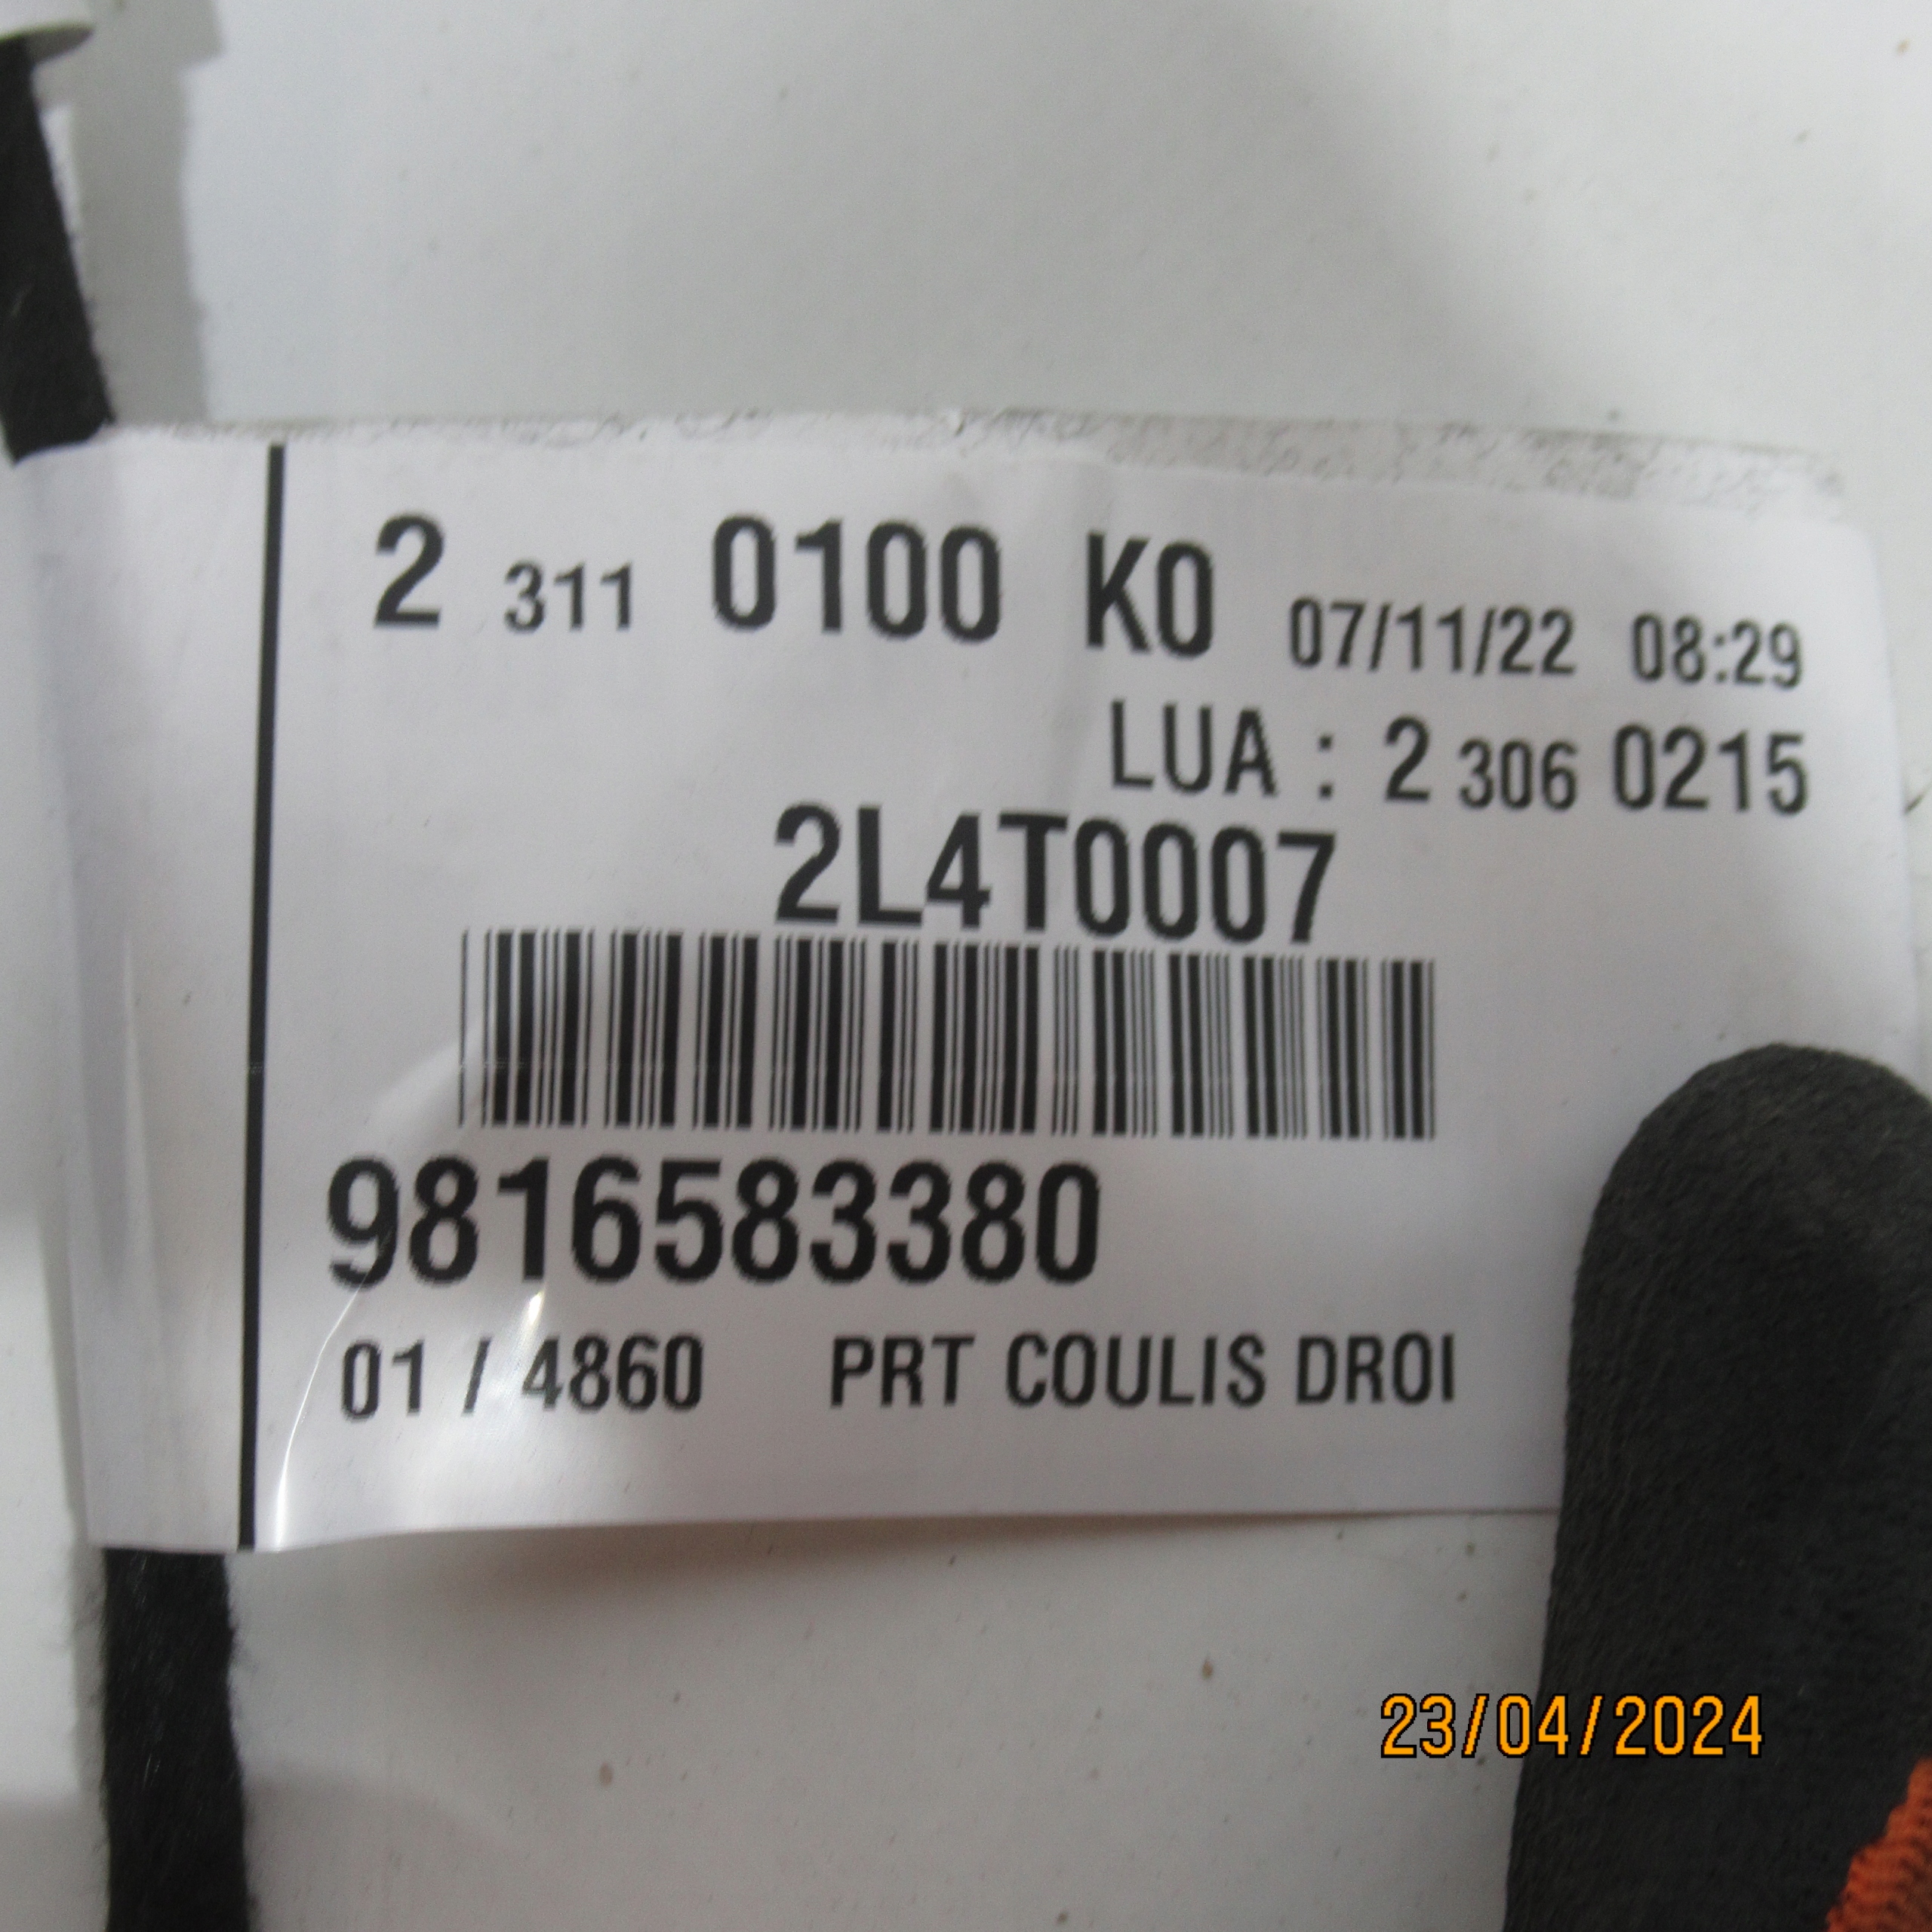 2 311 0100 K0 07/11/22 08:29
LUA : 2 306 0215
2L4T0007
9816583380
01 / 4860 PRT COULIS DROI
23/04/2024